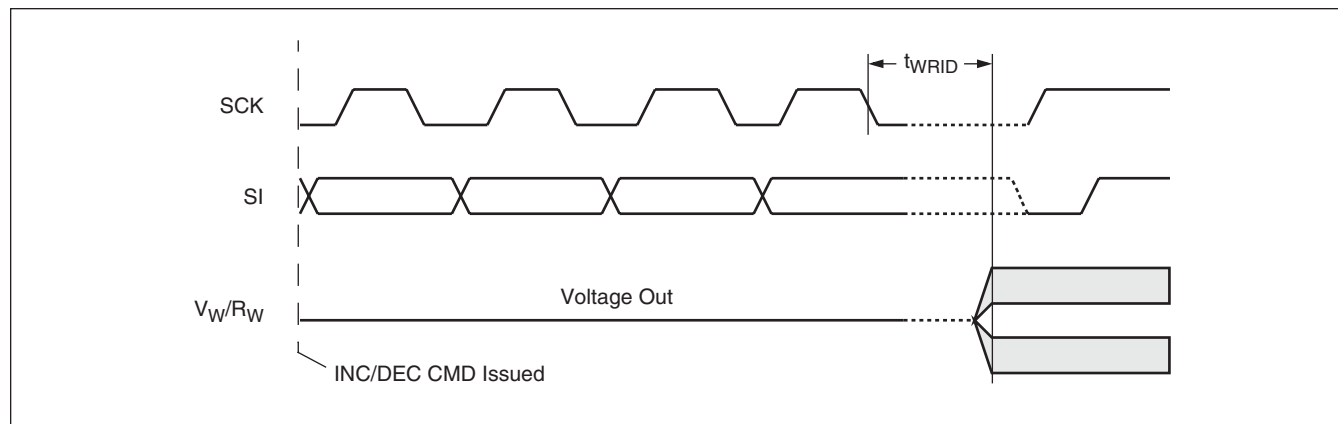 tWRID
SCK
SI
VW/RW
Voltage Out
INC/DEC CMD Issued